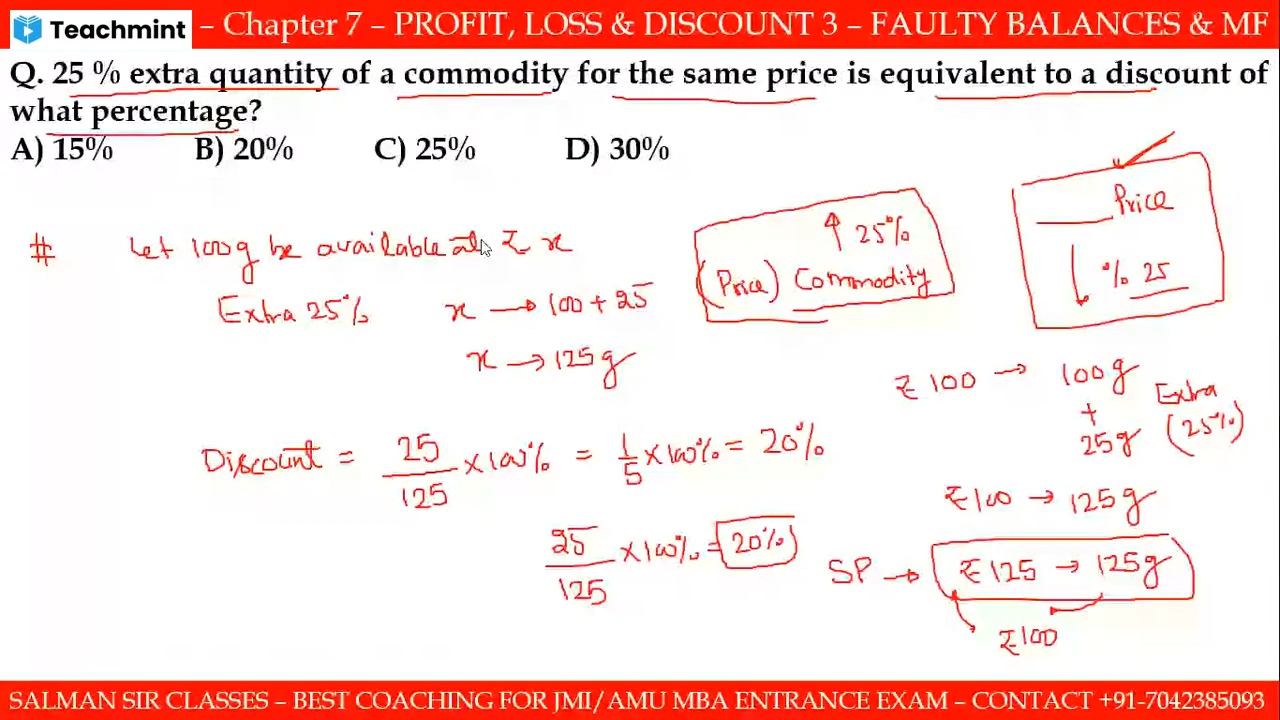 Teachmint – Chapter 7 – PROFIT, LOSS & DISCOUNT 3 – FAULTY BALANCES & MF
Q. 25 % extra quantity of a commodity for the same price is equivalent to a discount of
what percentage?
A) 15% B) 20% C) 25% D) 30%
# Let 100g be available at ₹ x
Extra 25% x → 100 + 25
x → 125g
Discount = 25/125 × 100% = 1/5 × 100% = 20%
25/125 × 100% = 20%
↑ 25%
(Price) Commodity
Price
↓ % 25
₹100 → 100g
+
25g
Extra
(25%)
₹100 → 125g
SP → ₹125 → 125g
₹100
SALMAN SIR CLASSES – BEST COACHING FOR JMI/AMU MBA ENTRANCE EXAM – CONTACT +91-7042385093